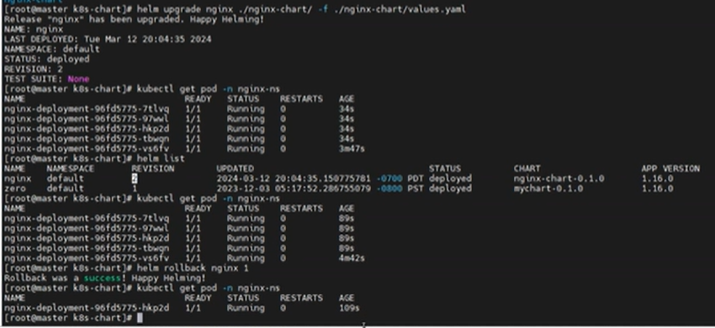 [root@master k8s-chart]# helm upgrade nginx ./nginx-chart/ -f ./nginx-chart/values.yaml
Release "nginx" has been upgraded. Happy Helming!
NAME: nginx
LAST DEPLOYED: Tue Mar 12 20:04:35 2024
NAMESPACE: default
STATUS: deployed
REVISION: 2
TEST SUITE: None
[root@master k8s-chart]# kubectl get pod -n nginx-ns
NAME READY STATUS RESTARTS AGE
nginx-deployment-96fd5775-7tlvq 1/1 Running 0 34s
nginx-deployment-96fd5775-97wwl 1/1 Running 0 34s
nginx-deployment-96fd5775-hkp2d 1/1 Running 0 34s
nginx-deployment-96fd5775-tbwqn 1/1 Running 0 34s
nginx-deployment-96fd5775-vs6fv 1/1 Running 0 3m47s
[root@master k8s-chart]# helm list
NAME NAMESPACE REVISION UPDATED STATUS CHART APP VERSION
nginx default 2 2024-03-12 20:04:35.150775781 -0700 PDT deployed nginx-chart-0.1.0 1.16.0
zero default 1 2023-12-03 05:17:52.286755079 -0800 PST deployed mychart-0.1.0 1.16.0
[root@master k8s-chart]# kubectl get pod -n nginx-ns
NAME READY STATUS RESTARTS AGE
nginx-deployment-96fd5775-7tlvq 1/1 Running 0 89s
nginx-deployment-96fd5775-97wwl 1/1 Running 0 89s
nginx-deployment-96fd5775-hkp2d 1/1 Running 0 89s
nginx-deployment-96fd5775-tbwqn 1/1 Running 0 89s
nginx-deployment-96fd5775-vs6fv 1/1 Running 0 4m42s
[root@master k8s-chart]# helm rollback nginx 1
Rollback was a success! Happy Helming!
[root@master k8s-chart]# kubectl get pod -n nginx-ns
NAME READY STATUS RESTARTS AGE
nginx-deployment-96fd5775-hkp2d 1/1 Running 0 109s
[root@master k8s-chart]#